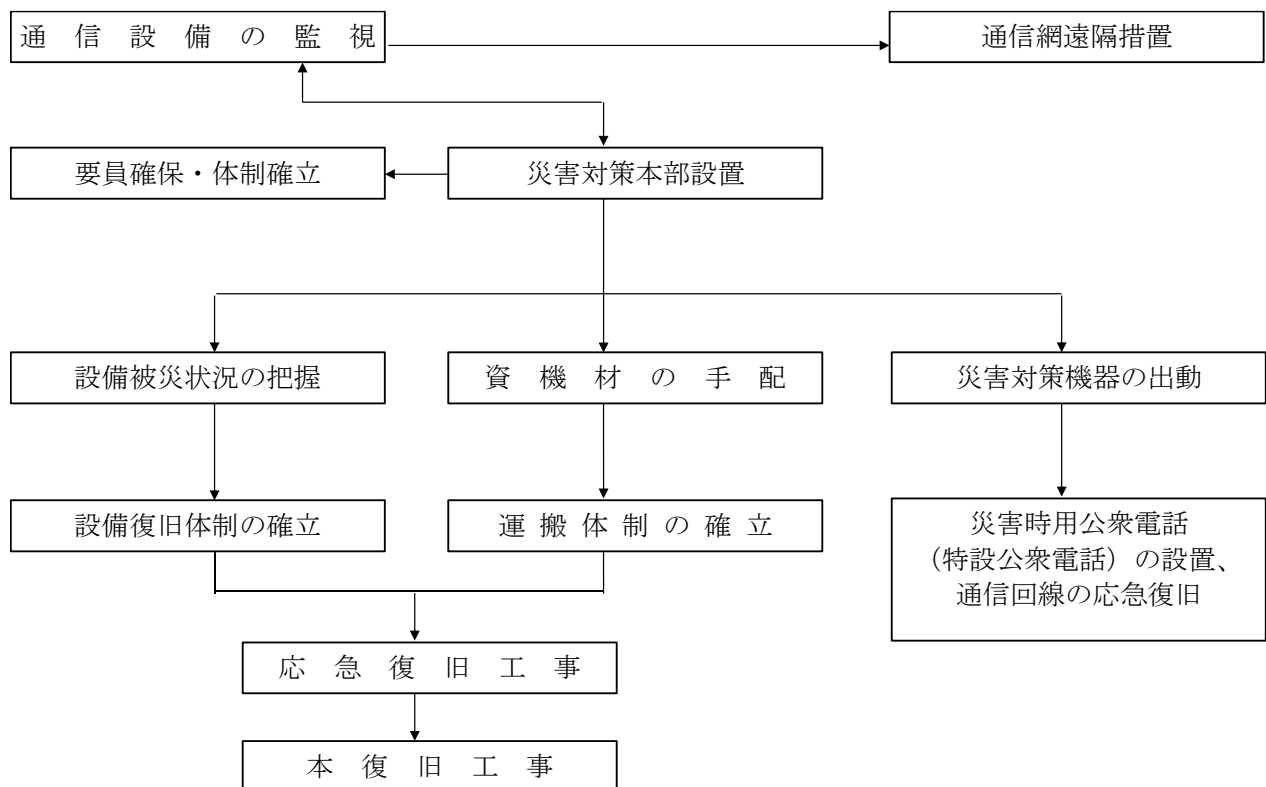 通信設備の監視
通信網遠隔措置
要員確保・体制確立
災害対策本部設置
設備被災状況の把握
資機材の手配
災害対策機器の出動
設備復旧体制の確立
運搬体制の確立
災害時用公衆電話
（特設公衆電話）の設置、
通信回線の応急復旧
応急復旧工事
本復旧工事